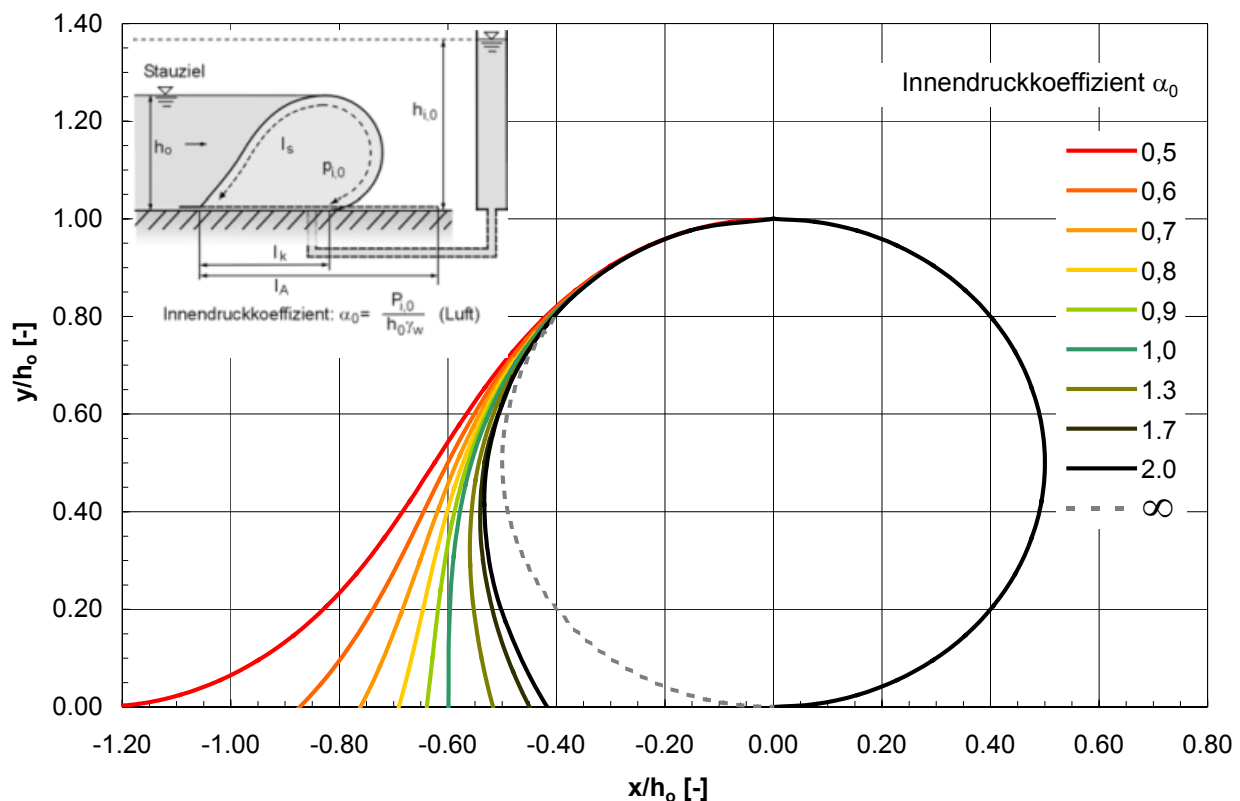 1.40
1.20
1.00
0.80
0.60
0.40
0.20
0.00
y/hₒ [-]
Stauziel
hₒ
lₛ
pᵢ,₀
hᵢ,₀
lₖ
l_A
Innendruckkoeffizient: α₀= Pᵢ,₀ / h₀γ_w (Luft)
Innendruckkoeffizient α₀
0,5
0,6
0,7
0,8
0,9
1,0
1.3
1.7
2.0
∞
-1.20 -1.00 -0.80 -0.60 -0.40 -0.20 0.00 0.20 0.40 0.60 0.80
x/hₒ [-]